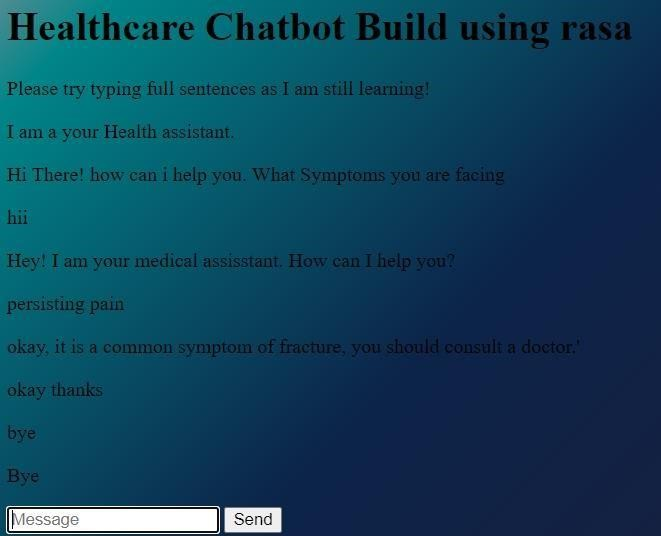 Healthcare Chatbot Build using rasa
Please try typing full sentences as I am still learning!
I am a your Health assistant.
Hi There! how can i help you. What Symptoms you are facing
hii
Hey! I am your medical assisstant. How can I help you?
persisting pain
okay, it is a common symptom of fracture, you should consult a doctor.'
okay thanks
bye
Bye
Message Send